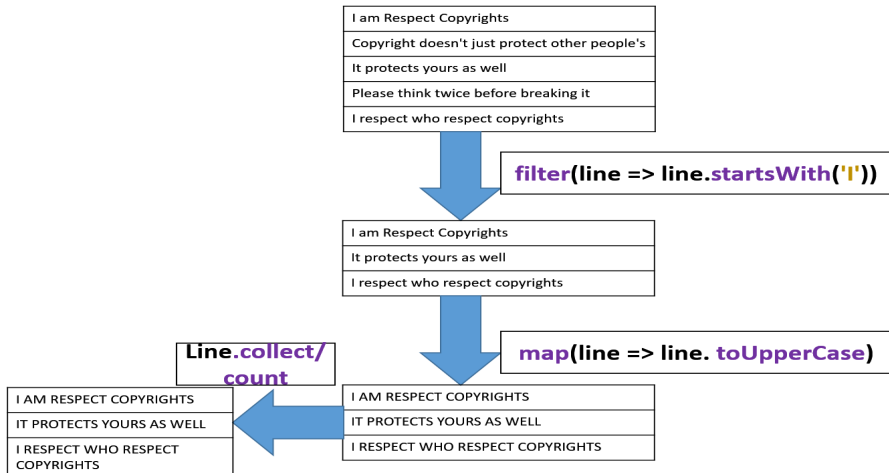 I am Respect Copyrights
Copyright doesn't just protect other people's
It protects yours as well
Please think twice before breaking it
I respect who respect copyrights
filter(line => line.startsWith('I'))
I am Respect Copyrights
It protects yours as well
I respect who respect copyrights
map(line => line. toUpperCase)
Line.collect/
count
I AM RESPECT COPYRIGHTS
IT PROTECTS YOURS AS WELL
I RESPECT WHO RESPECT COPYRIGHTS
I AM RESPECT COPYRIGHTS
IT PROTECTS YOURS AS WELL
I RESPECT WHO RESPECT
COPYRIGHTS